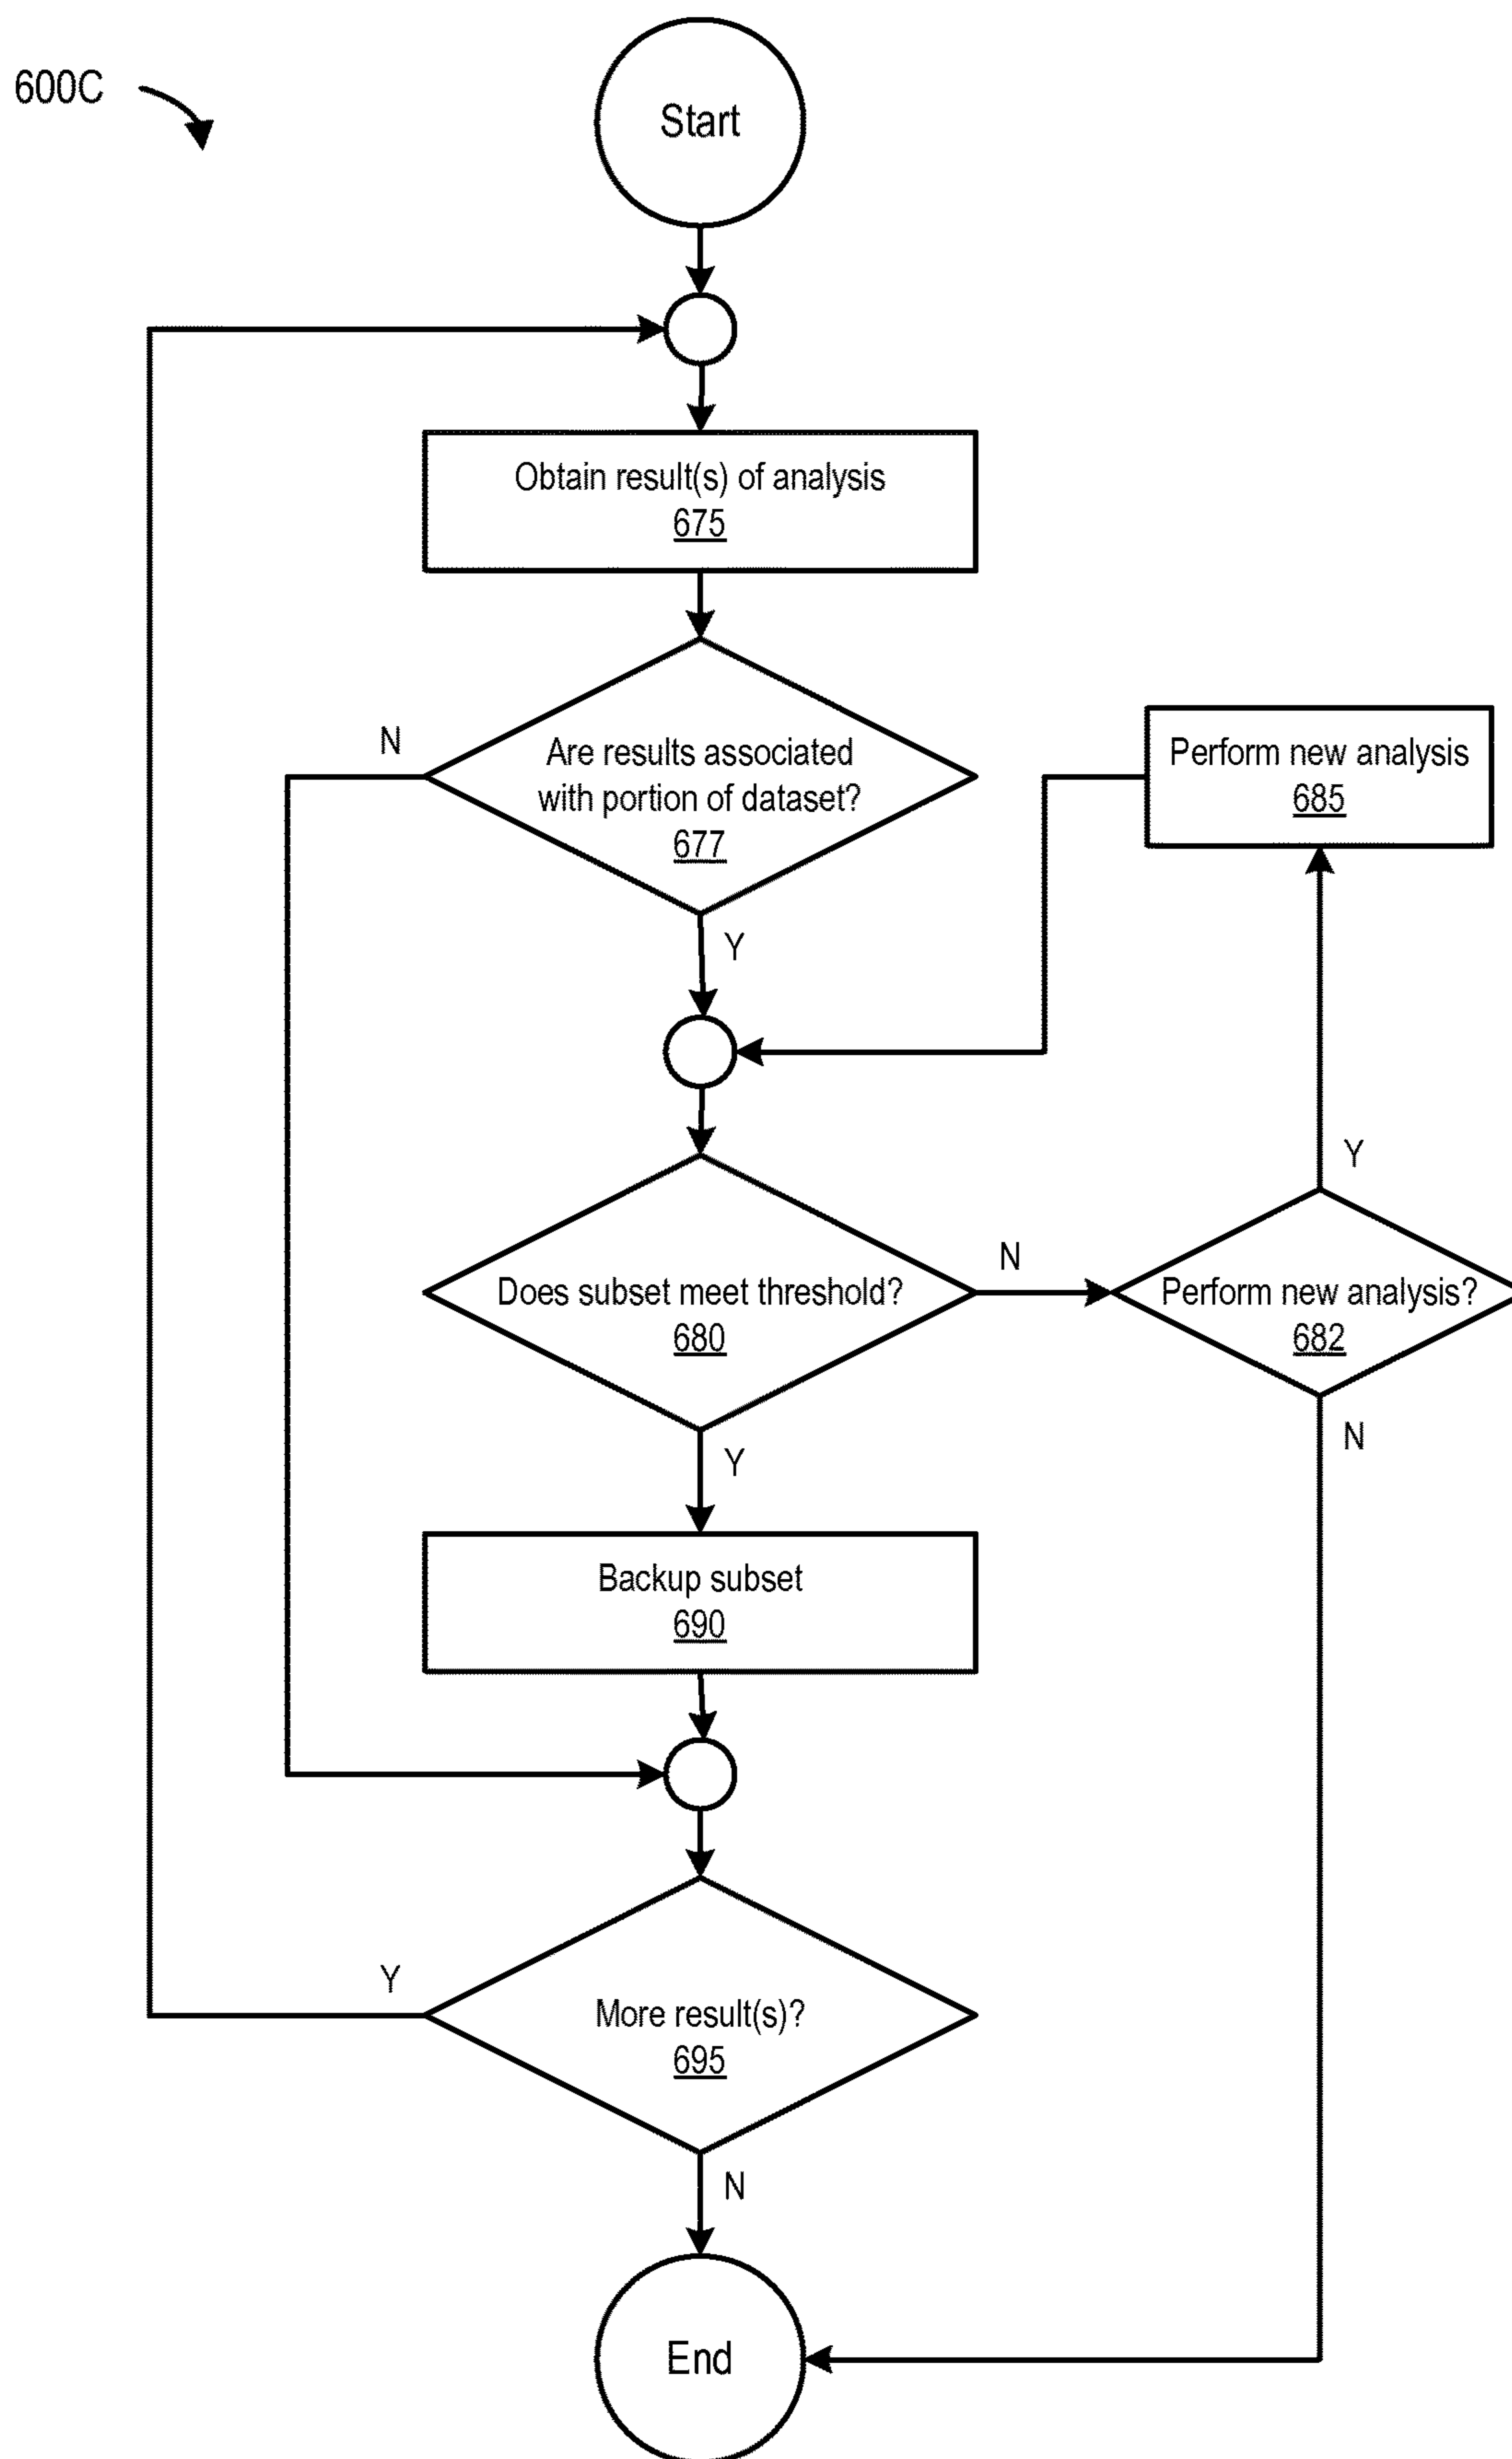 600C
Start
Obtain result(s) of analysis
675
N
Are results associated
with portion of dataset?
677
Perform new analysis
685
Y
Y
N
Does subset meet threshold?
680
Perform new analysis?
682
N
Y
Backup subset
690
Y
More result(s)?
695
N
End